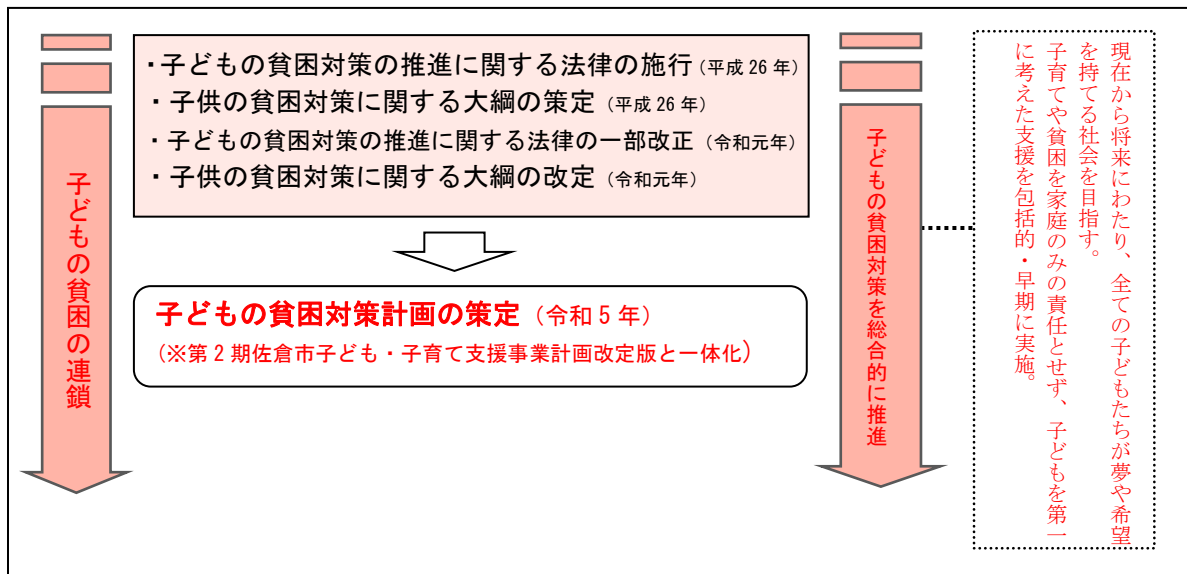 ・子どもの貧困対策の推進に関する法律の施行（平成 26 年）
・子供の貧困対策に関する大綱の策定（平成 26 年）
・子どもの貧困対策の推進に関する法律の一部改正（令和元年）
・子供の貧困対策に関する大綱の改定（令和元年）
子どもの貧困対策計画の策定（令和 5 年）
（※第 2 期佐倉市子ども・子育て支援事業計画改定版と一体化）
子どもの貧困の連鎖
子どもの貧困対策を総合的に推進
現在から将来にわたり、全ての子どもたちが夢や希望
を持てる社会を目指す。
子育てや貧困を家庭のみの責任とせず、子どもを第一
に考えた支援を包括的・早期に実施。